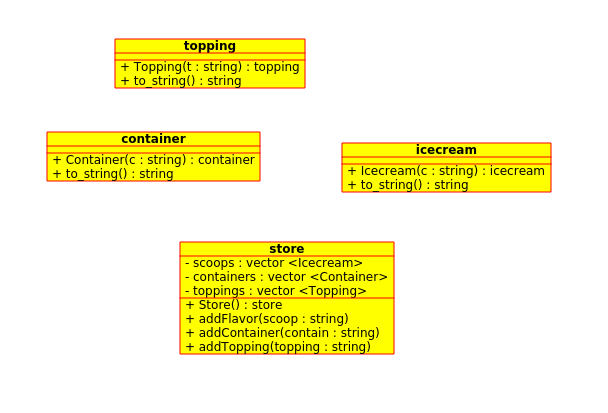 topping
+ Topping(t : string) : topping
+ to_string() : string
container
+ Container(c : string) : container
+ to_string() : string
icecream
+ Icecream(c : string) : icecream
+ to_string() : string
store
- scoops : vector <Icecream>
- containers : vector <Container>
- toppings : vector <Topping>
+ Store() : store
+ addFlavor(scoop : string)
+ addContainer(contain : string)
+ addTopping(topping : string)